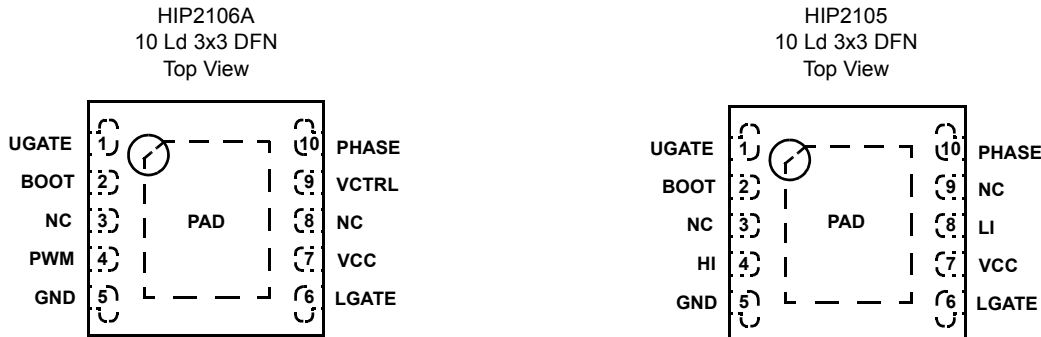 HIP2106A
10 Ld 3x3 DFN
Top View
UGATE 1 10 PHASE
BOOT 2 9 VCTRL
NC 3 PAD 8 NC
PWM 4 7 VCC
GND 5 6 LGATE
HIP2105
10 Ld 3x3 DFN
Top View
UGATE 1 10 PHASE
BOOT 2 9 NC
NC 3 PAD 8 LI
HI 4 7 VCC
GND 5 6 LGATE